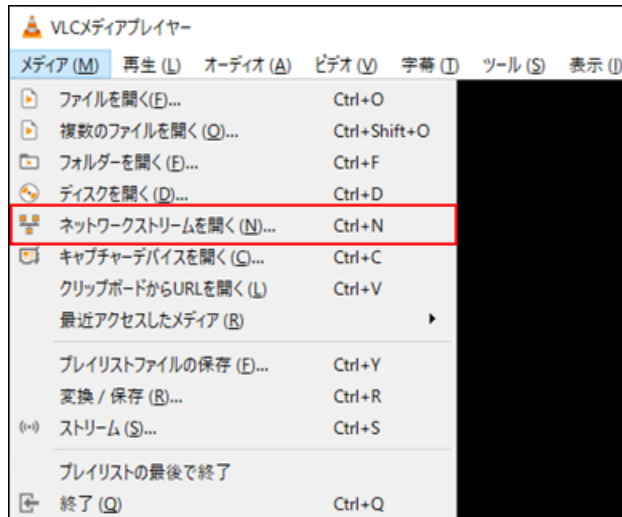 VLCメディアプレイヤー
メディア (M) 再生 (L) オーディオ (A) ビデオ (V) 字幕 (T) ツール (S) 表示 (I)
ファイルを開く(F)... Ctrl+O
複数のファイルを開く(O)... Ctrl+Shift+O
フォルダーを開く(F)... Ctrl+F
ディスクを開く(D)... Ctrl+D
ネットワークストリームを開く(N)... Ctrl+N
キャプチャーデバイスを開く(C)... Ctrl+C
クリップボードからURLを開く(L) Ctrl+V
最近アクセスしたメディア (R)
プレイリストファイルの保存 (F)... Ctrl+Y
変換 / 保存 (R)... Ctrl+R
ストリーム (S)... Ctrl+S
プレイリストの最後で終了
終了 (Q) Ctrl+Q